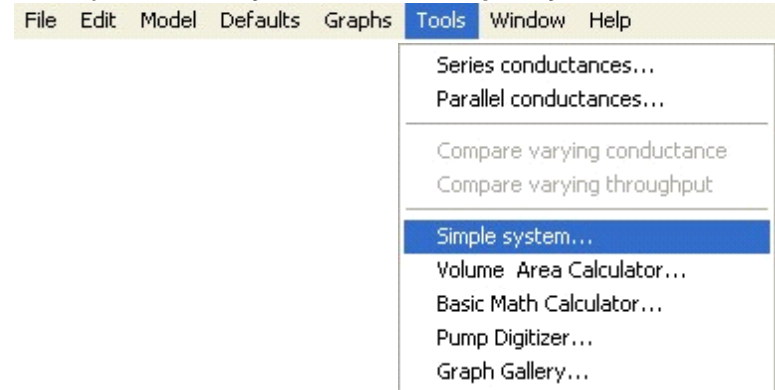 File Edit Model Defaults Graphs Tools Window Help
Series conductances...
Parallel conductances...
Compare varying conductance
Compare varying throughput
Simple system...
Volume Area Calculator...
Basic Math Calculator...
Pump Digitizer...
Graph Gallery...